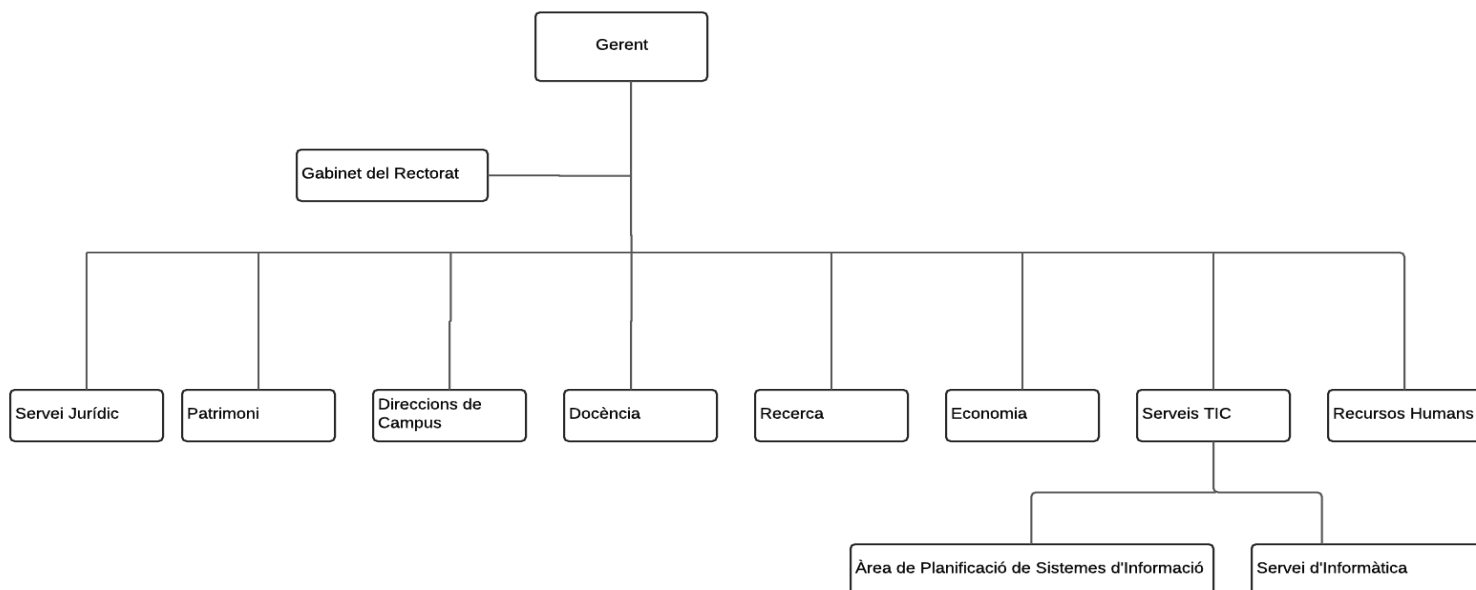 Gerent
Gabinet del Rectorat
Servei Jurídic
Patrimoni
Direccions de
Campus
Docència
Recerca
Economia
Serveis TIC
Recursos Humans
Àrea de Planificació de Sistemes d'Informació
Servei d'Informàtica